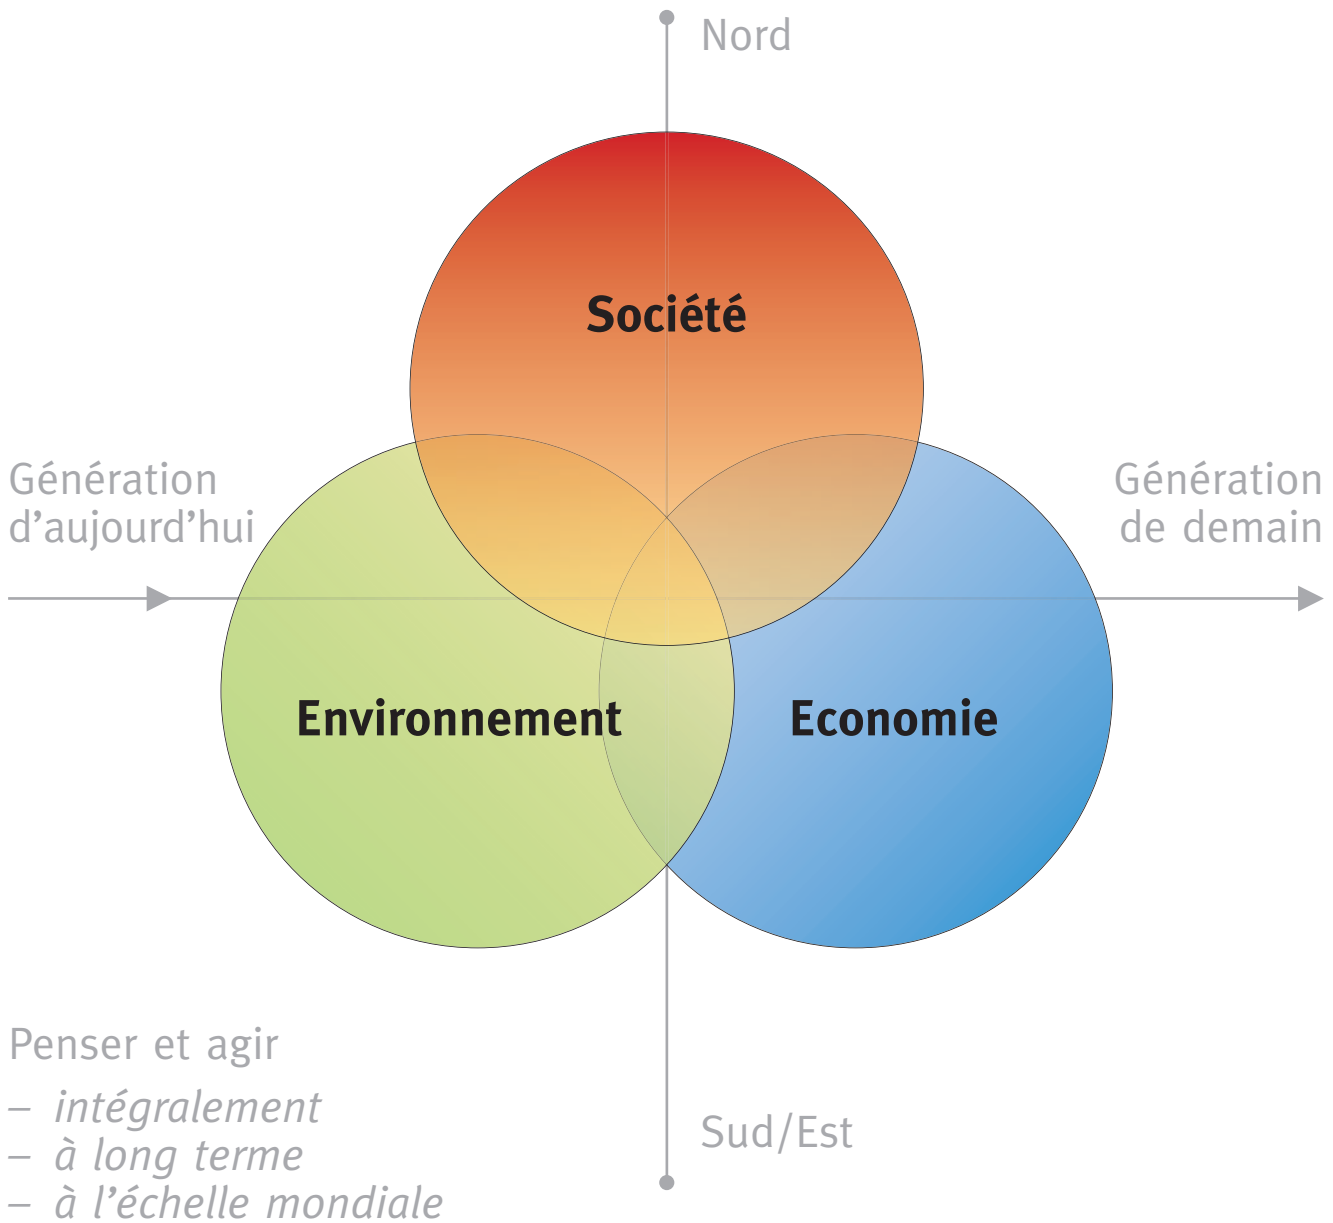 Nord
Société
Génération
d’aujourd’hui
Génération
de demain
Environnement
Economie
Penser et agir
– intégralement
– à long terme
– à l’échelle mondiale
Sud/Est